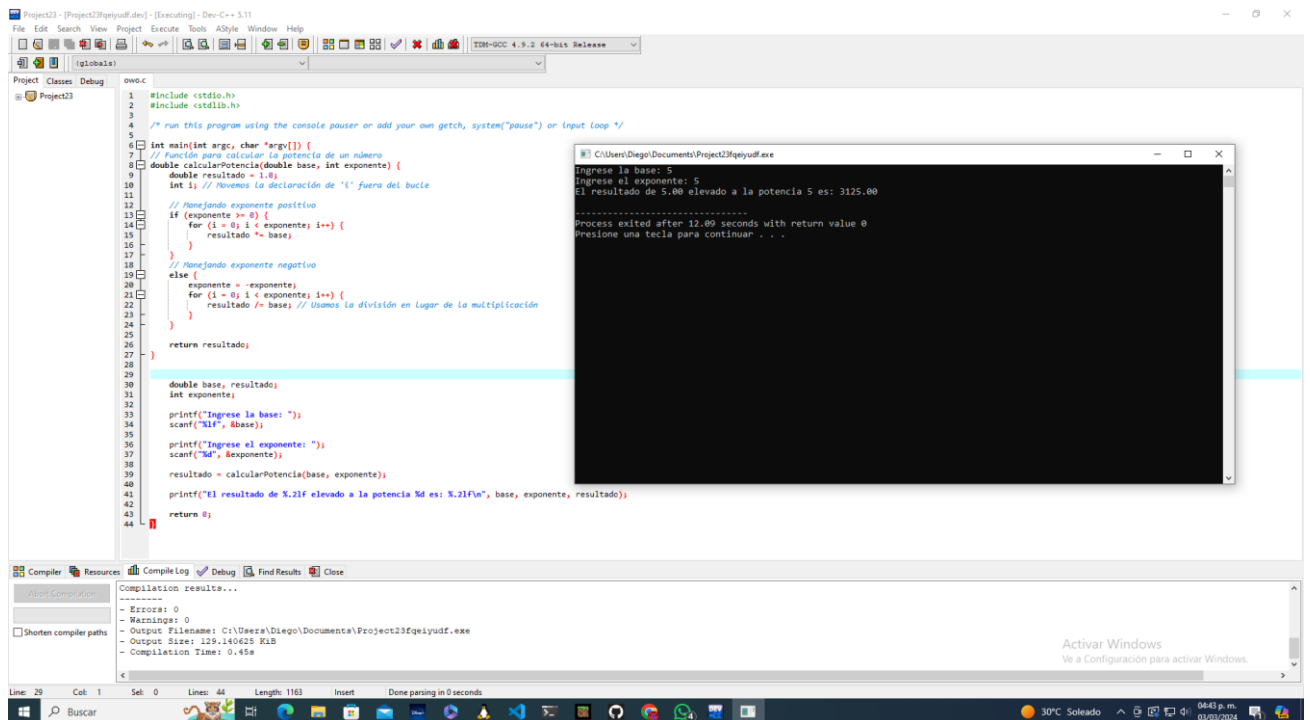 Project23 - [Project23fqeiyudf.dev] - [Executing] - Dev-C++ 5.11
File Edit Search View Project Execute Tools AStyle Window Help
TDM-GCC 4.9.2 64-bit Release
(globals)
Project Classes Debug owo.c
Project23
1 #include <stdio.h>
2 #include <stdlib.h>
3
4 /* run this program using the console pauser or add your own getch, system("pause") or input loop */
5
6 int main(int argc, char *argv[]) {
7 // Función para calcular la potencia de un número
8 double calcularPotencia(double base, int exponente) {
9 double resultado = 1.0;
10 int i; // Movemos la declaración de 'i' fuera del bucle
11
12 // Manejando exponente positivo
13 if (exponente >= 0) {
14 for (i = 0; i < exponente; i++) {
15 resultado *= base;
16 }
17 }
18 // Manejando exponente negativo
19 else {
20 exponente = -exponente;
21 for (i = 0; i < exponente; i++) {
22 resultado /= base; // Usamos la división en lugar de la multiplicación
23 }
24 }
25
26 return resultado;
27 }
28
29
30 double base, resultado;
31 int exponente;
32
33 printf("Ingrese la base: ");
34 scanf("%lf", &base);
35
36 printf("Ingrese el exponente: ");
37 scanf("%d", &exponente);
38
39 resultado = calcularPotencia(base, exponente);
40
41 printf("El resultado de %.2lf elevado a la potencia %d es: %.2lf\n", base, exponente, resultado);
42
43 return 0;
44 }
C:\Users\Diego\Documents\Project23fqeiyudf.exe
Ingrese la base: 5
Ingrese el exponente: 5
El resultado de 5.00 elevado a la potencia 5 es: 3125.00
--------------------------------
Process exited after 12.09 seconds with return value 0
Presione una tecla para continuar . . .
Compiler Resources Compile Log Debug Find Results Close
Abort Compilation
Shorten compiler paths
Compilation results...
--------
- Errors: 0
- Warnings: 0
- Output Filename: C:\Users\Diego\Documents\Project23fqeiyudf.exe
- Output Size: 129.140625 KiB
- Compilation Time: 0.45s
Activar Windows
Ve a Configuración para activar Windows.
Line: 29 Col: 1 Sel: 0 Lines: 44 Length: 1163 Insert Done parsing in 0 seconds
Buscar
30°C Soleado
04:43 p. m.
03/03/2024